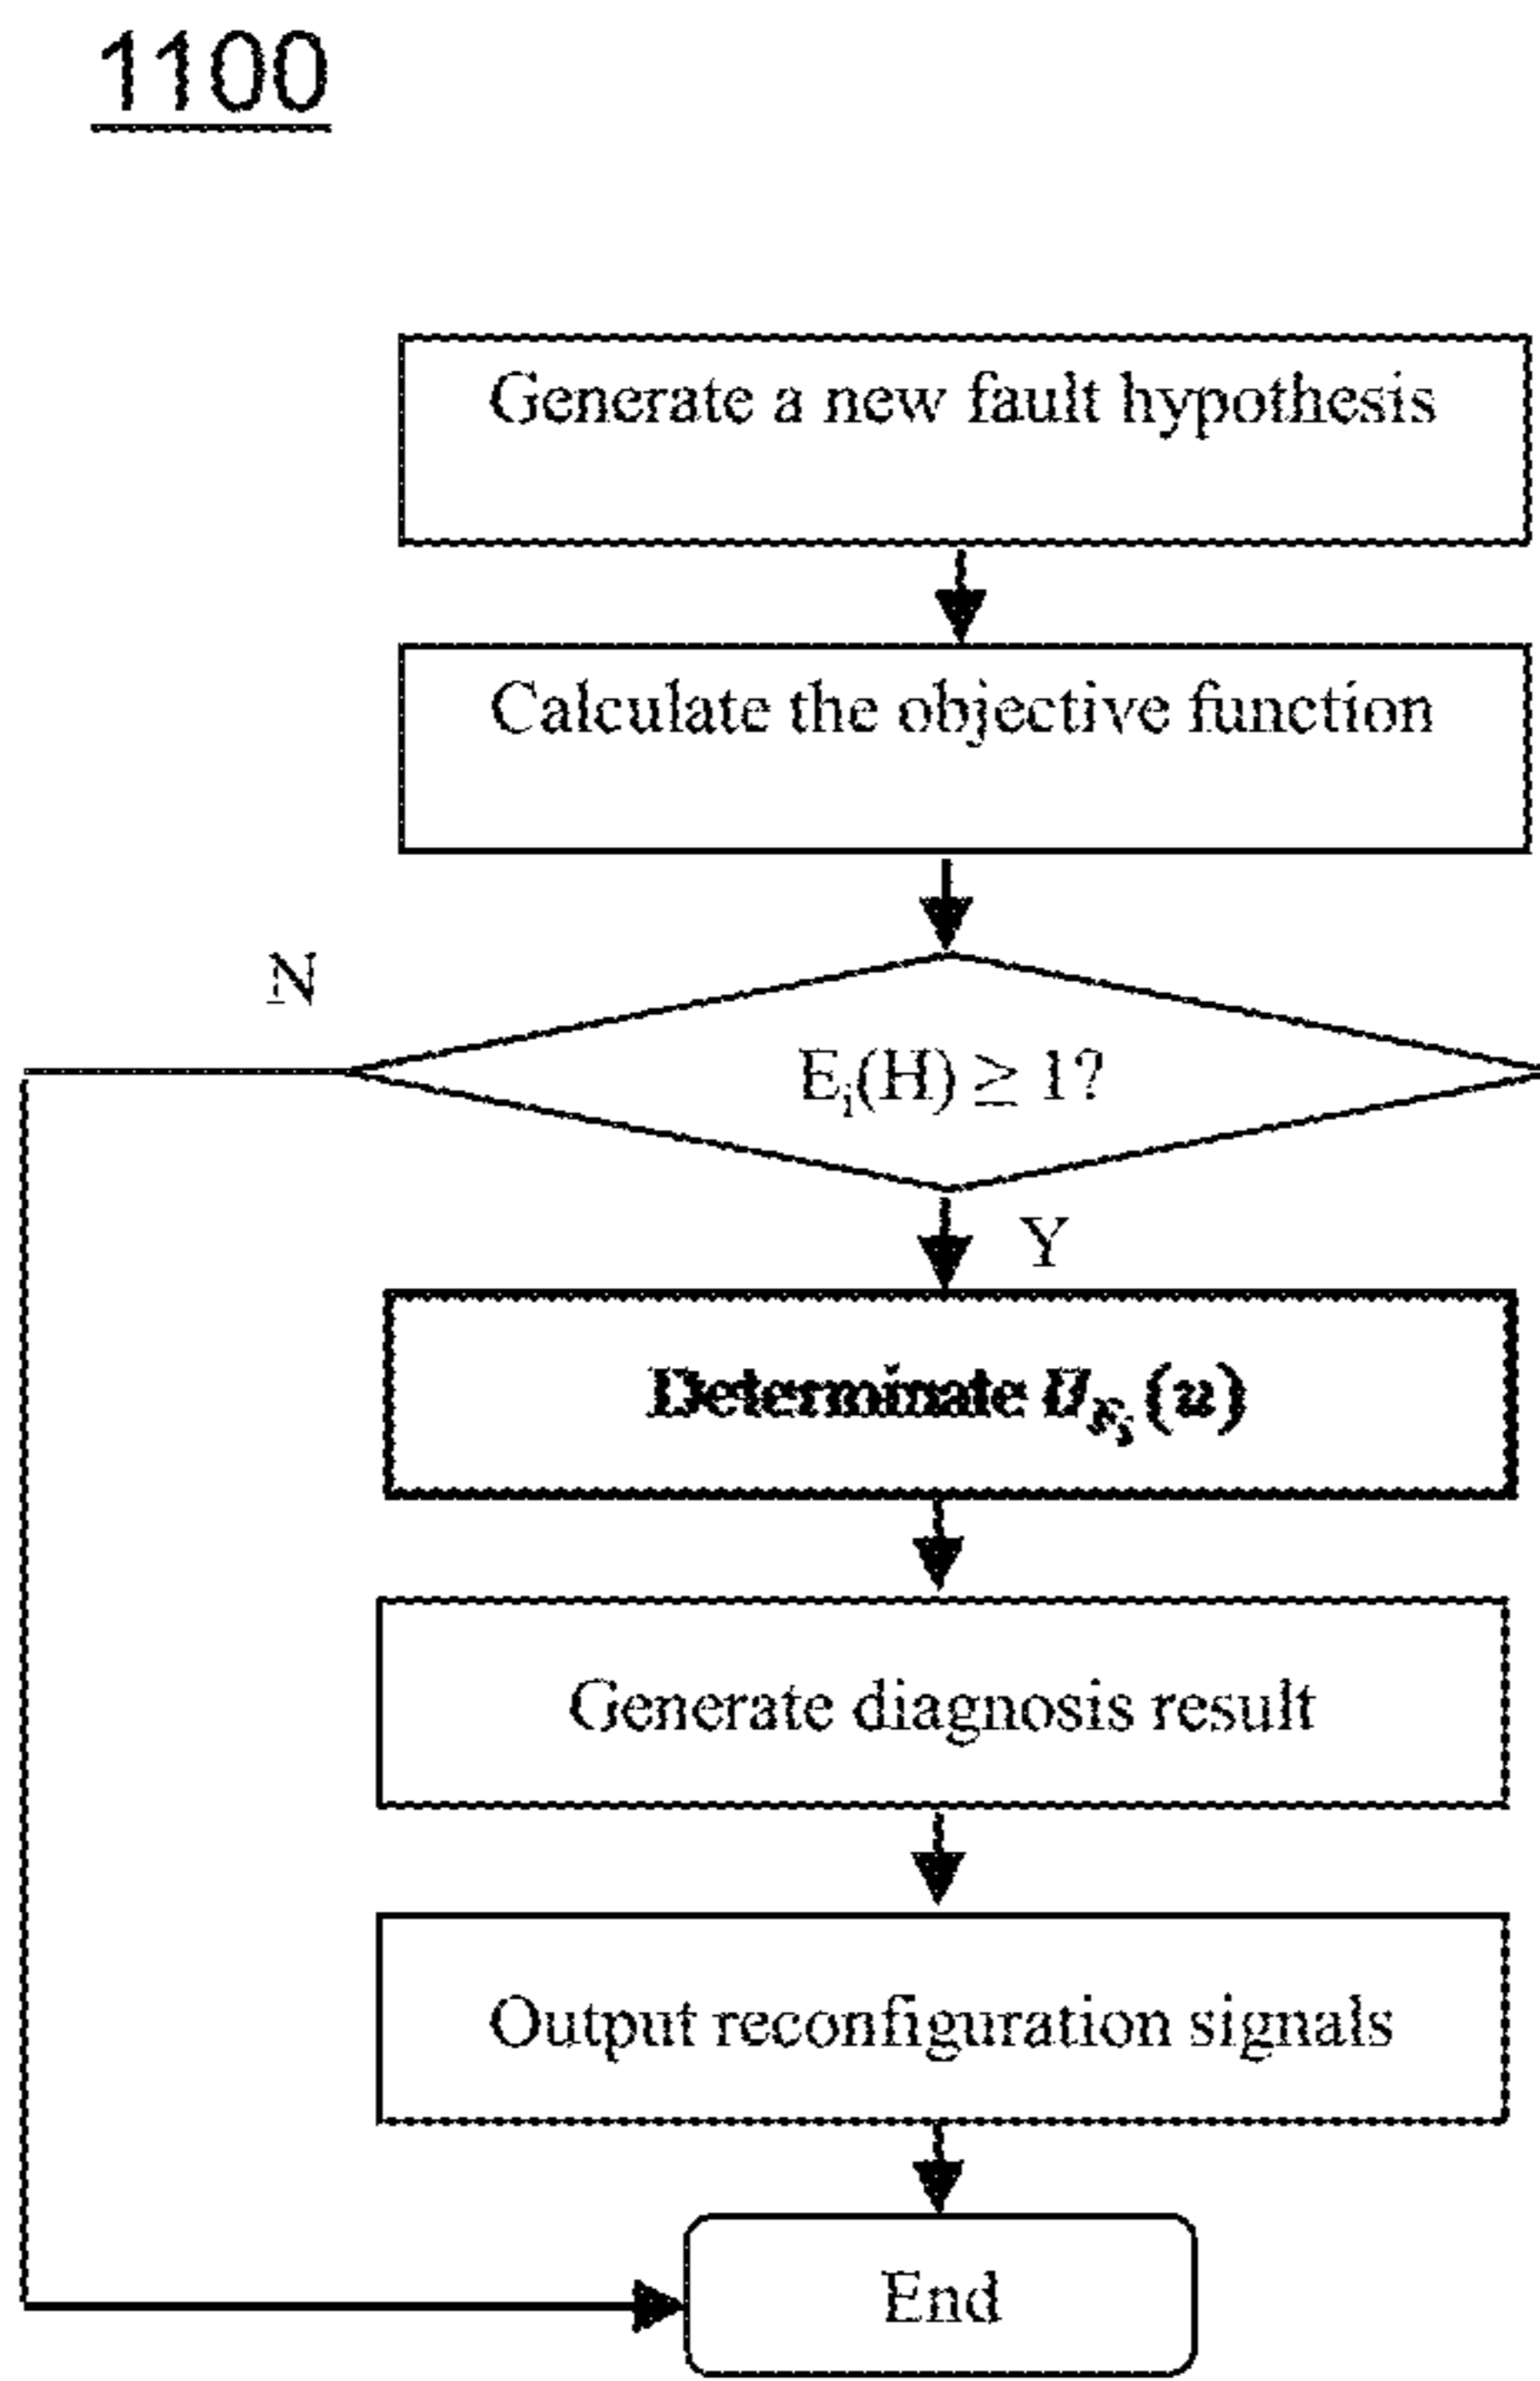 1100
Generate a new fault hypothesis
Calculate the objective function
N
Eᵢ(H) ≥ 1?
Y
Determinate
Generate diagnosis result
Output reconfiguration signals
End